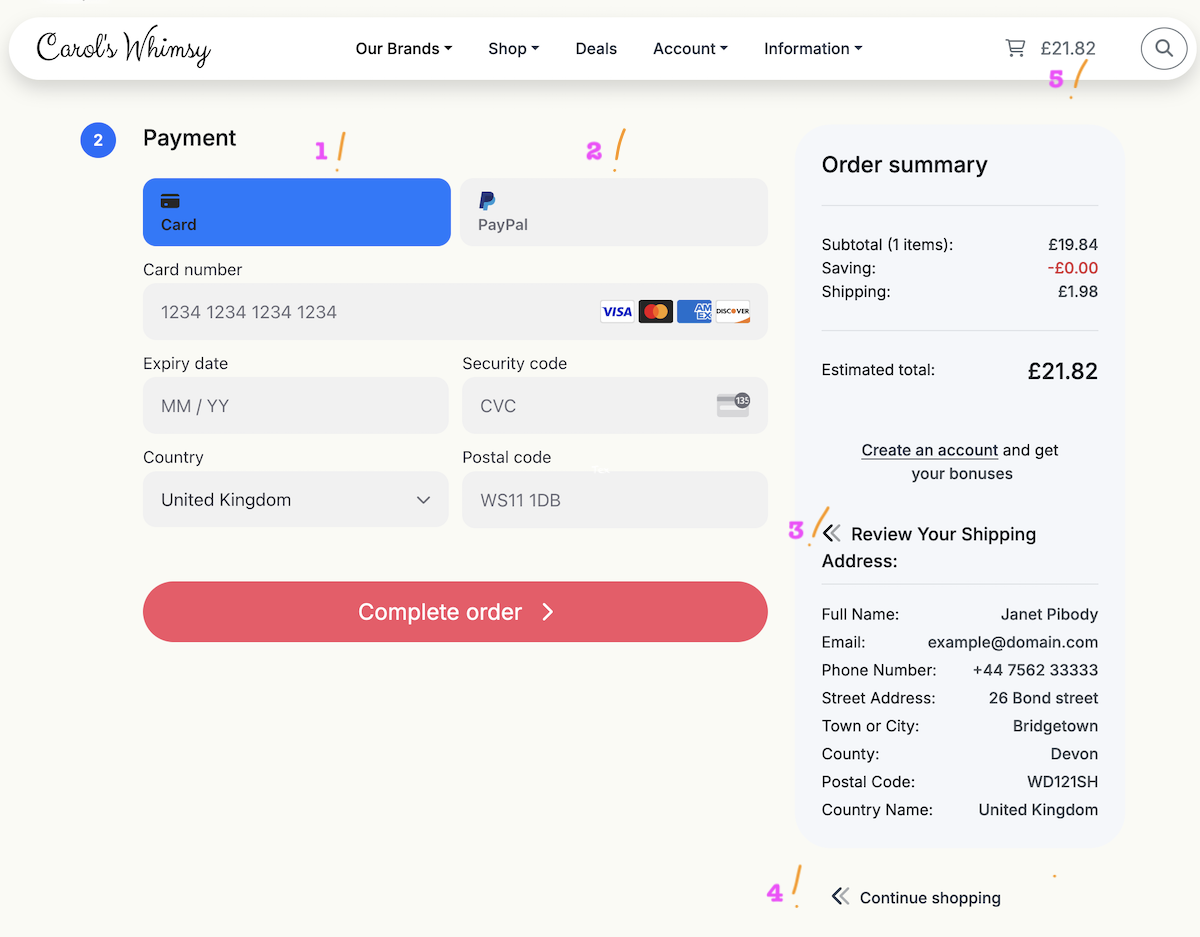 Carol's Whimsy
Our Brands Shop Deals Account Information £21.82
5 !
2 Payment
1 ! 2 !
Card PayPal
Card number
1234 1234 1234 1234 VISA AMEX DISCOVER
Expiry date Security code
MM / YY CVC 135
Country Postal code
United Kingdom WS11 1DB
Complete order
Order summary
Subtotal (1 items): £19.84
Saving: -£0.00
Shipping: £1.98
Estimated total: £21.82
Create an account and get
your bonuses
3 ! Review Your Shipping
Address:
Full Name: Janet Pibody
Email: example@domain.com
Phone Number: +44 7562 33333
Street Address: 26 Bond street
Town or City: Bridgetown
County: Devon
Postal Code: WD121SH
Country Name: United Kingdom
4 ! Continue shopping